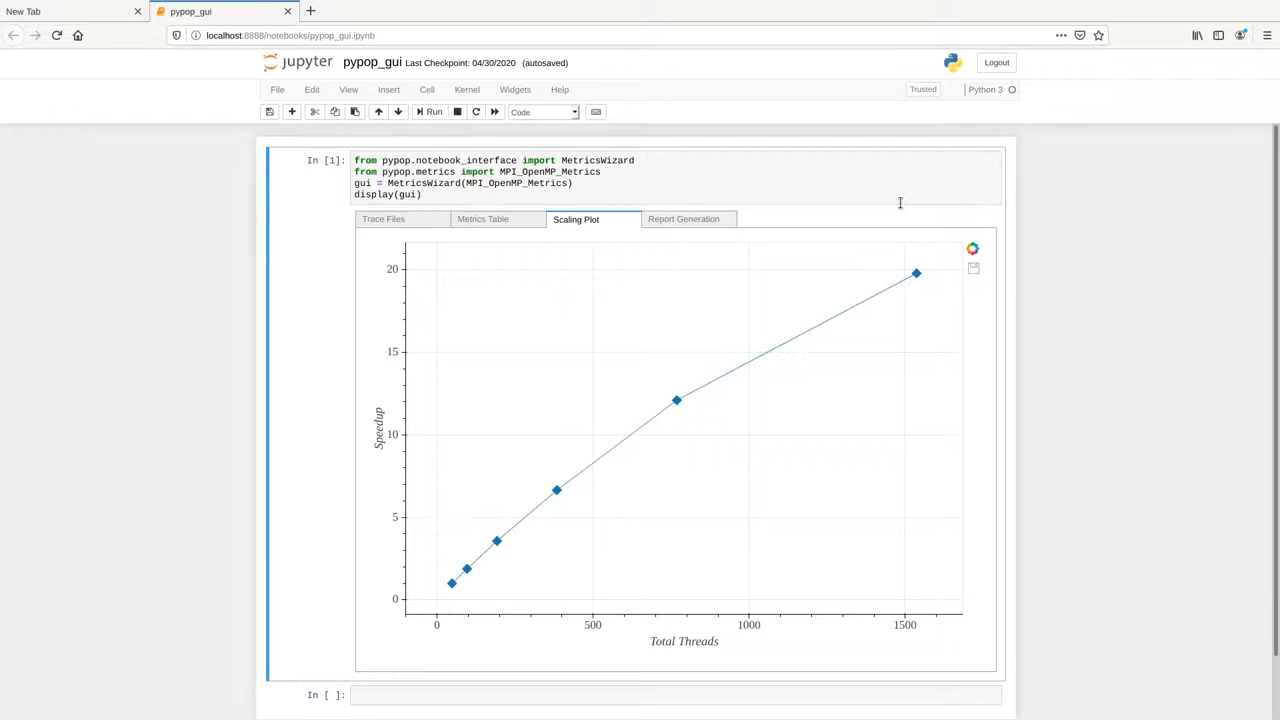 New Tab
pypop_gui
localhost:8888/notebooks/pypop_gui.ipynb
jupyter pypop_gui Last Checkpoint: 04/30/2020 (autosaved)
Logout
File Edit View Insert Cell Kernel Widgets Help
Trusted
Python 3
Run
Code
In [1]:
from pypop.notebook_interface import MetricsWizard
from pypop.metrics import MPI_OpenMP_Metrics
gui = MetricsWizard(MPI_OpenMP_Metrics)
display(gui)
Trace Files
Metrics Table
Scaling Plot
Report Generation
20
15
10
5
0
Speedup
0
500
1000
1500
Total Threads
In [ ]: